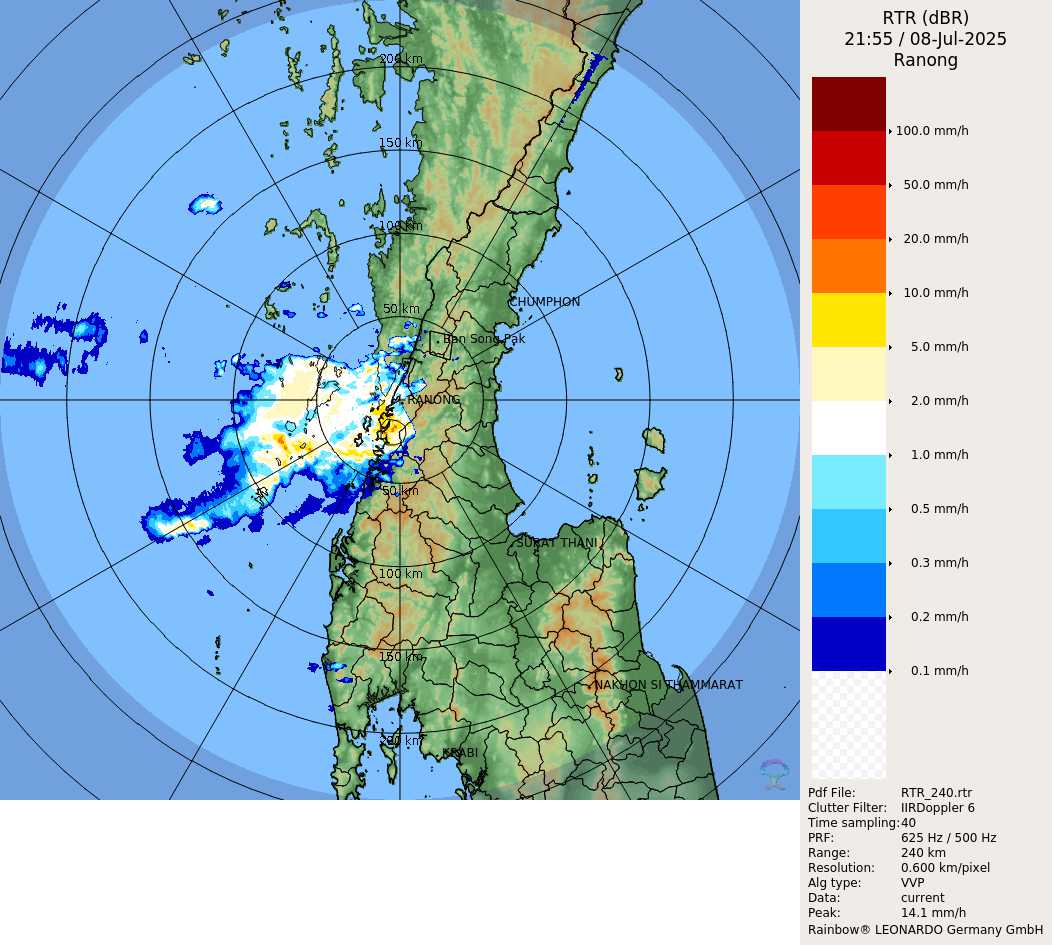 RTR (dBR)
21:55 / 08-Jul-2025
Ranong
200 km
150 km
100 km
50 km
CHUMPHON
Ban Song Pak
RANONG
50 km
SURAT THANI
100 km
150 km
NAKHON SI THAMMARAT
200 km
KRABI
100.0 mm/h
50.0 mm/h
20.0 mm/h
10.0 mm/h
5.0 mm/h
2.0 mm/h
1.0 mm/h
0.5 mm/h
0.3 mm/h
0.2 mm/h
0.1 mm/h
Pdf File: RTR_240.rtr
Clutter Filter: IIRDoppler 6
Time sampling:40
PRF: 625 Hz / 500 Hz
Range: 240 km
Resolution: 0.600 km/pixel
Alg type: VVP
Data: current
Peak: 14.1 mm/h
Rainbow® LEONARDO Germany GmbH